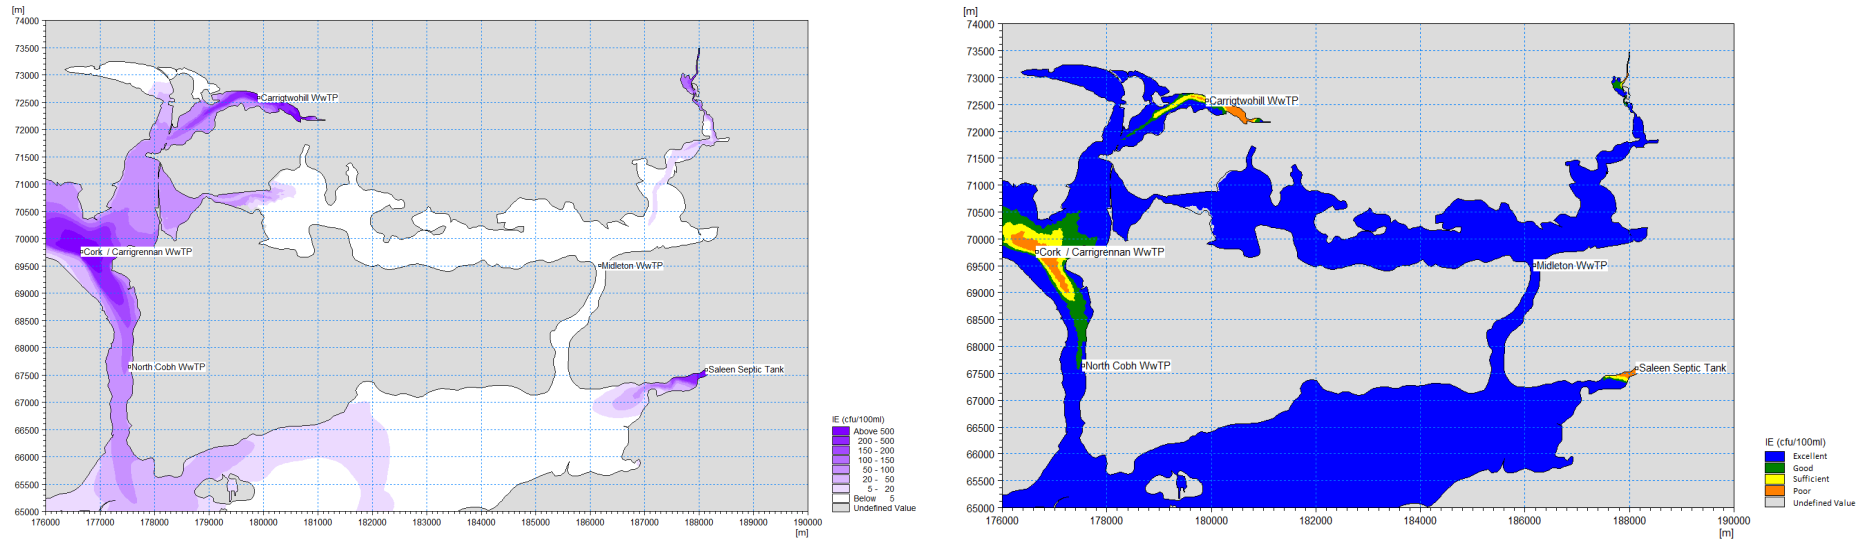 [m]
74000
73500
73000
72500
72000
71500
71000
70500
70000
69500
69000
68500
68000
67500
67000
66500
66000
65500
65000
176000 177000 178000 179000 180000 181000 182000 183000 184000 185000 186000 187000 188000 189000
[m]
Carrigtwohill WwTP
Cork / Carrigrennan WwTP
Midleton WwTP
North Cobh WwTP
Saleen Septic Tank
IE (cfu/100ml)
Above 500
200 - 500
150 - 200
100 - 150
50 - 100
20 - 50
5 - 20
Below 5
Undefined Value
[m]
74000
73500
73000
72500
72000
71500
71000
70500
70000
69500
69000
68500
68000
67500
67000
66500
66000
65500
65000
176000 178000 180000 182000 184000 186000 188000 190000
[m]
Carrigtwohill WwTP
Cork / Carrigrennan WwTP
Midleton WwTP
North Cobh WwTP
Saleen Septic Tank
IE (cfu/100ml)
Excellent
Good
Sufficient
Poor
Undefined Value